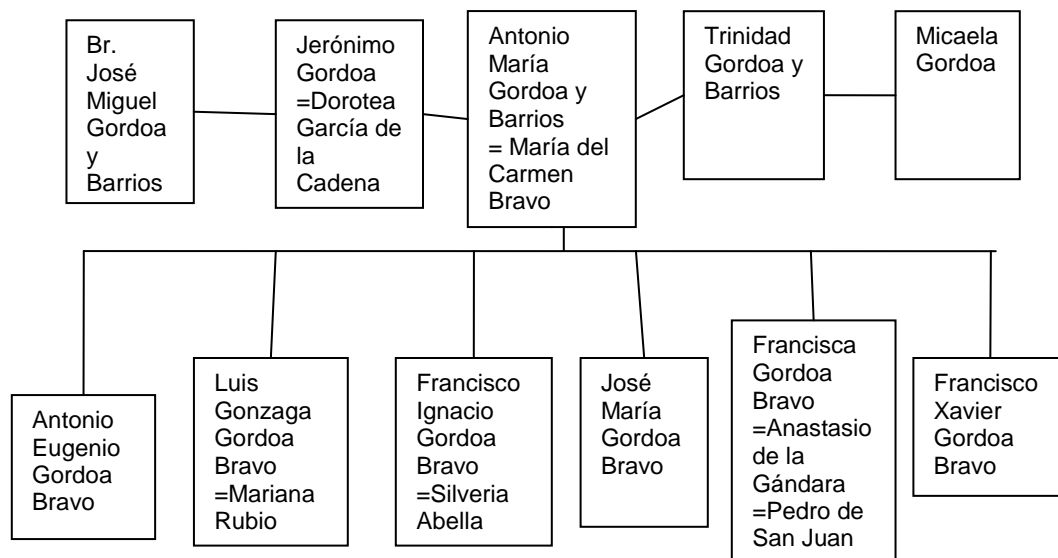 Br.
José
Miguel
Gordoa
y
Barrios
Jerónimo
Gordoa
=Dorotea
García de
la
Cadena
Antonio
María
Gordoa y
Barrios
= María del
Carmen
Bravo
Trinidad
Gordoa y
Barrios
Micaela
Gordoa
Antonio
Eugenio
Gordoa
Bravo
Luis
Gonzaga
Gordoa
Bravo
=Mariana
Rubio
Francisco
Ignacio
Gordoa
Bravo
=Silveria
Abella
José
María
Gordoa
Bravo
Francisca
Gordoa
Bravo
=Anastasio
de la
Gándara
=Pedro de
San Juan
Francisco
Xavier
Gordoa
Bravo